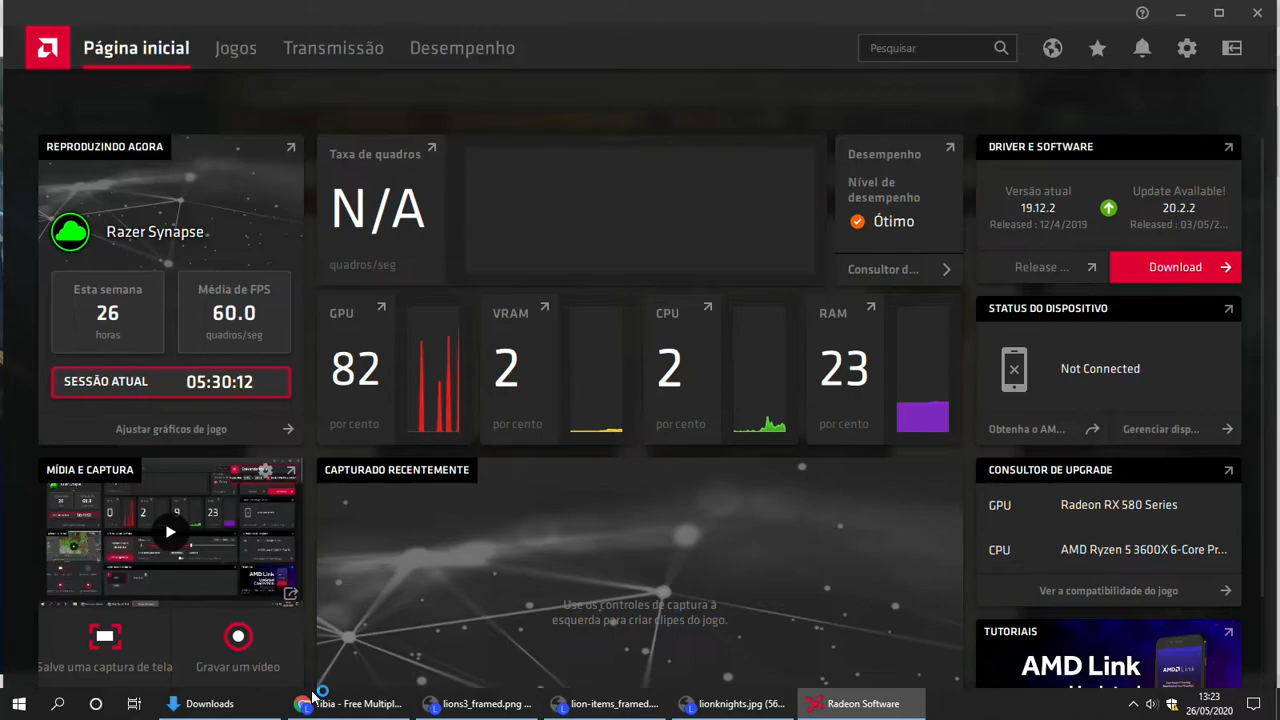 Página inicial
Jogos
Transmissão
Desempenho
Pesquisar
REPRODUZINDO AGORA
Razer Synapse
Esta semana
26
horas
Média de FPS
60.0
quadros/seg
SESSÃO ATUAL 05:30:12
Ajustar gráficos de jogo
Taxa de quadros
N/A
quadros/seg
Desempenho
Nível de
desempenho
Ótimo
Consultor d...
GPU
82
por cento
VRAM
2
por cento
CPU
2
por cento
RAM
23
por cento
DRIVER E SOFTWARE
Versão atual
19.12.2
Released : 12/4/2019
Update Available!
20.2.2
Released : 03/05/2...
Release ...
Download
STATUS DO DISPOSITIVO
Not Connected
Obtenha o AM...
Gerenciar disp...
MÍDIA E CAPTURA
Salve uma captura de tela
Gravar um vídeo
CAPTURADO RECENTEMENTE
Use os controles de captura à
esquerda para criar clipes do jogo.
CONSULTOR DE UPGRADE
GPU Radeon RX 580 Series
CPU AMD Ryzen 5 3600X 6-Core Pr...
Ver a compatibilidade do jogo
TUTORIAIS
AMD Link
Downloads
Tibia - Free Multipl...
lions3_framed.png ...
lion-items_framed....
lionknights.jpg (56...
Radeon Software
13:23
26/05/2020